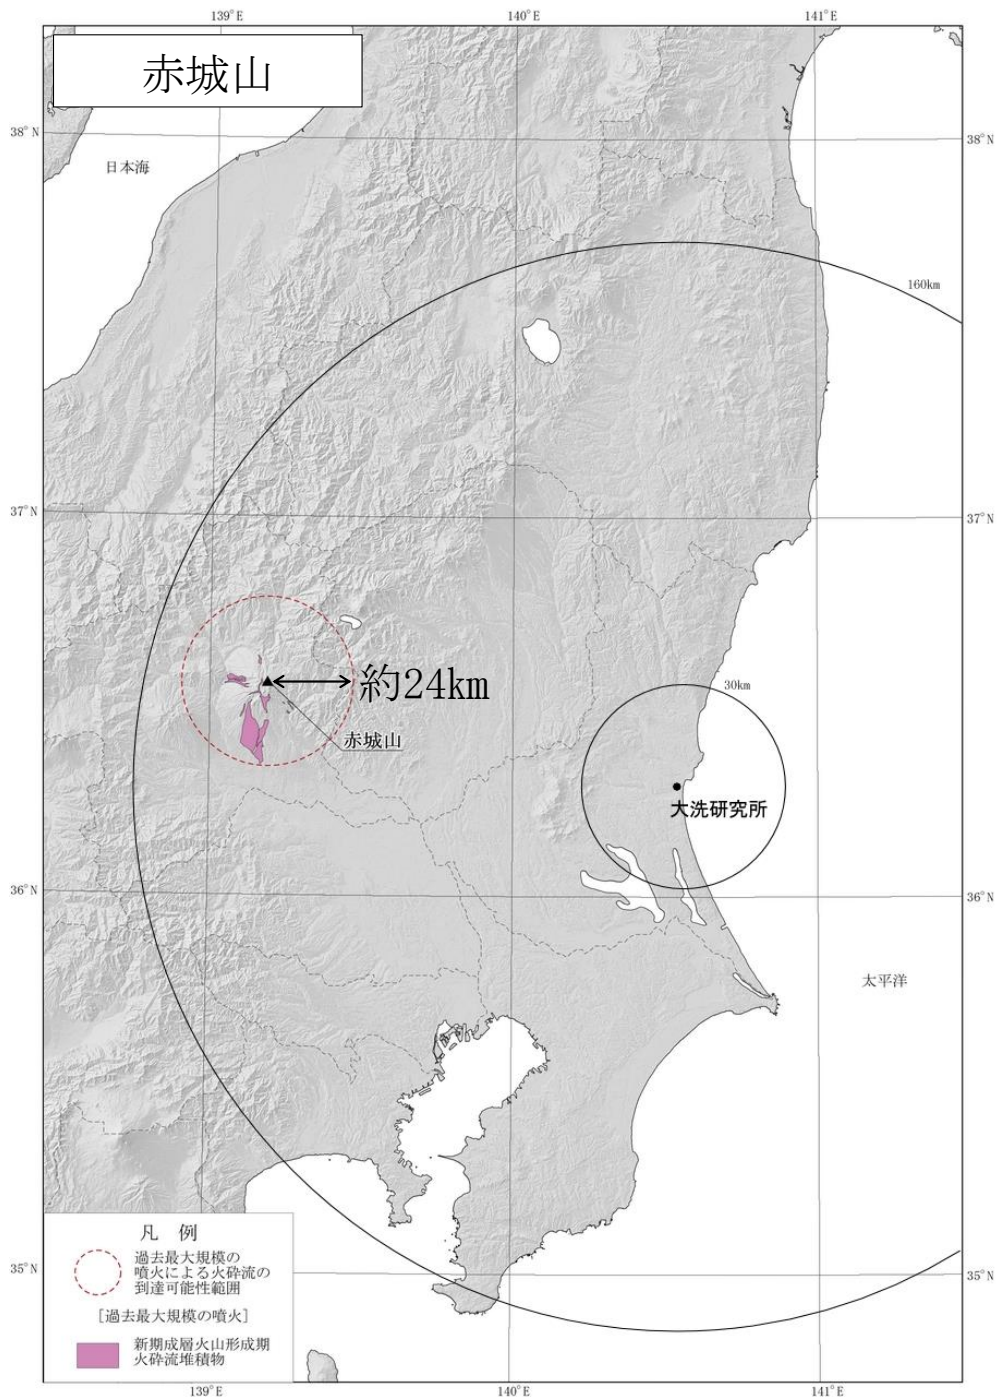 139°E
140°E
141°E
赤城山
38°N
38°N
日本海
160km
37°N
37°N
約24km
30km
赤城山
大洗研究所
36°N
36°N
太平洋
凡 例
過去最大規模の
噴火による火砕流の
到達可能性範囲
[過去最大規模の噴火]
新期成層火山形成期
火砕流堆積物
35°N
35°N
139°E
140°E
141°E